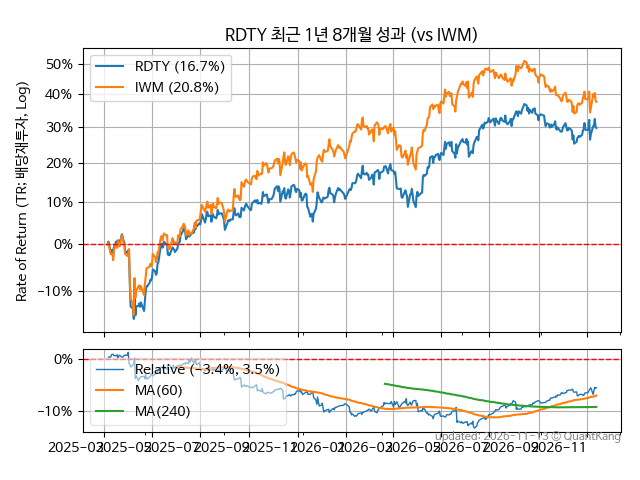 RDTY 최근 1년 8개월 성과 (vs IWM)
Rate of Return (TR: 배당재투자, Log)
50%
40%
30%
20%
10%
0%
−10%
RDTY (16.7%)
IWM (20.8%)
0%
−10%
Relative (−3.4%, 3.5%)
MA(60)
MA(240)
updated: 2026-11-13 © QuantKang
2025-03
2025-05
2025-07
2025-09
2025-11
2026-01
2026-03
2026-05
2026-07
2026-09
2026-11